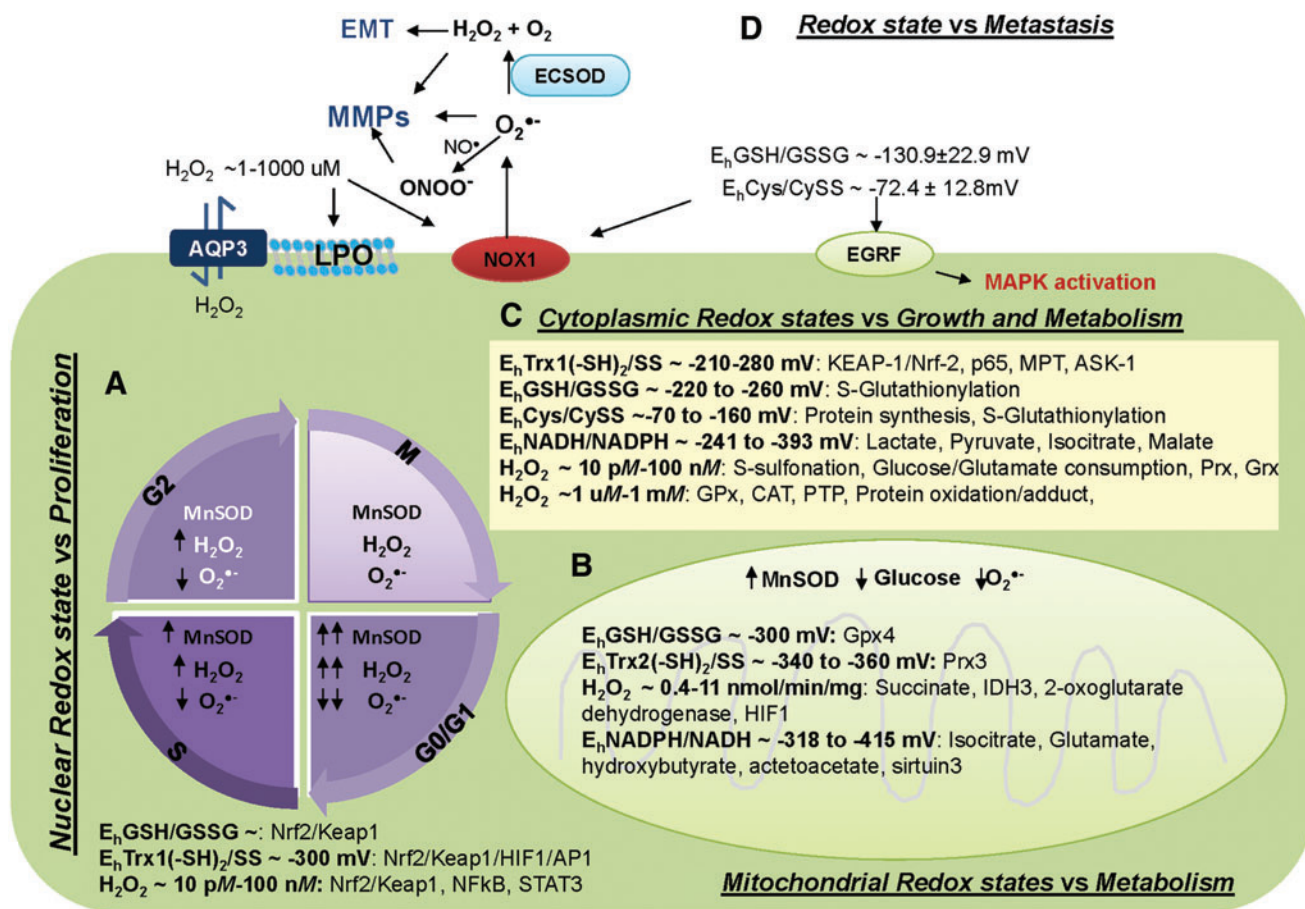 D Redox state vs Metastasis
EMT
H₂O₂ + O₂
ECSOD
MMPs
O₂•-
NO•
ONOO⁻
H₂O₂ ~1-1000 uM
EₕGSH/GSSG ~ -130.9±22.9 mV
EₕCys/CySS ~ -72.4 ± 12.8mV
AQP3
LPO
NOX1
EGRF
H₂O₂
MAPK activation
C Cytoplasmic Redox states vs Growth and Metabolism
EₕTrx1(-SH)₂/SS ~ -210-280 mV: KEAP-1/Nrf-2, p65, MPT, ASK-1
EₕGSH/GSSG ~ -220 to -260 mV: S-Glutathionylation
EₕCys/CySS ~-70 to -160 mV: Protein synthesis, S-Glutathionylation
EₕNADH/NADPH ~ -241 to -393 mV: Lactate, Pyruvate, Isocitrate, Malate
H₂O₂ ~ 10 pM-100 nM: S-sulfonation, Glucose/Glutamate consumption, Prx, Grx
H₂O₂ ~1 uM-1 mM: GPx, CAT, PTP, Protein oxidation/adduct,
Nuclear Redox state vs Proliferation
A
G2
↑ MnSOD
↑ H₂O₂
↓ O₂•-
M
MnSOD
H₂O₂
O₂•-
S
↑ MnSOD
↑ H₂O₂
↓ O₂•-
G0/G1
↑↑ MnSOD
↑↑ H₂O₂
↓↓ O₂•-
EₕGSH/GSSG ~: Nrf2/Keap1
EₕTrx1(-SH)₂/SS ~ -300 mV: Nrf2/Keap1/HIF1/AP1
H₂O₂ ~ 10 pM-100 nM: Nrf2/Keap1, NFkB, STAT3
B
↑MnSOD ↓ Glucose ↓O₂•-
EₕGSH/GSSG ~ -300 mV: Gpx4
EₕTrx2(-SH)₂/SS ~ -340 to -360 mV: Prx3
H₂O₂ ~ 0.4-11 nmol/min/mg: Succinate, IDH3, 2-oxoglutarate
dehydrogenase, HIF1
EₕNADPH/NADH ~ -318 to -415 mV: Isocitrate, Glutamate,
hydroxybutyrate, actetoacetate, sirtuin3
Mitochondrial Redox states vs Metabolism